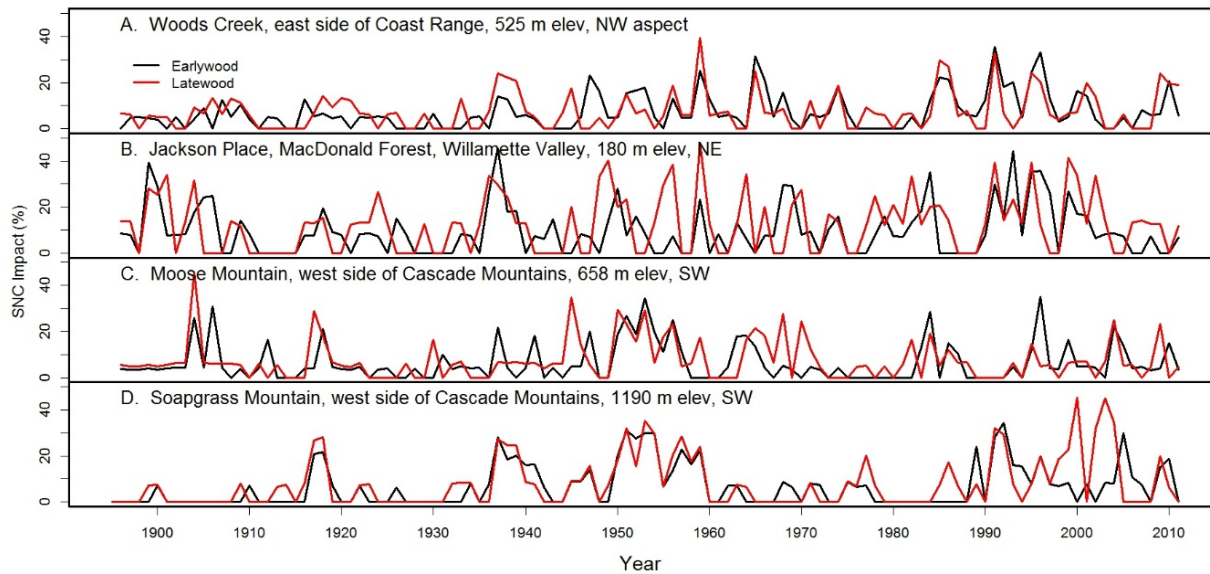 A. Woods Creek, east side of Coast Range, 525 m elev, NW aspect
Earlywood
Latewood
40
20
0
B. Jackson Place, MacDonald Forest, Willamette Valley, 180 m elev, NE
40
20
0
C. Moose Mountain, west side of Cascade Mountains, 658 m elev, SW
40
20
0
D. Soapgrass Mountain, west side of Cascade Mountains, 1190 m elev, SW
40
20
0
SNC Impact (%)
1900 1910 1920 1930 1940 1950 1960 1970 1980 1990 2000 2010
Year